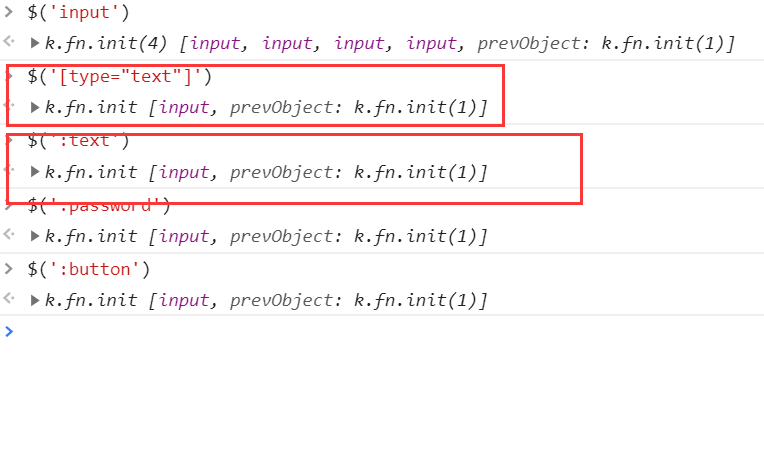 $('input')
k.fn.init(4) [input, input, input, input, prevObject: k.fn.init(1)]
$('[type="text"]')
k.fn.init [input, prevObject: k.fn.init(1)]
$(':text')
k.fn.init [input, prevObject: k.fn.init(1)]
$(':password')
k.fn.init [input, prevObject: k.fn.init(1)]
$(':button')
k.fn.init [input, prevObject: k.fn.init(1)]